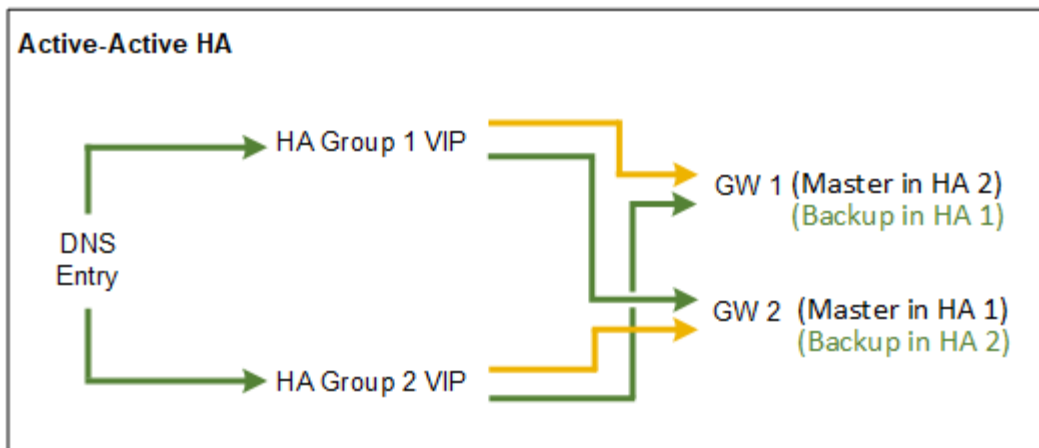 Active-Active HA
HA Group 1 VIP
GW 1 (Master in HA 2)
(Backup in HA 1)
DNS
Entry
GW 2 (Master in HA 1)
(Backup in HA 2)
HA Group 2 VIP